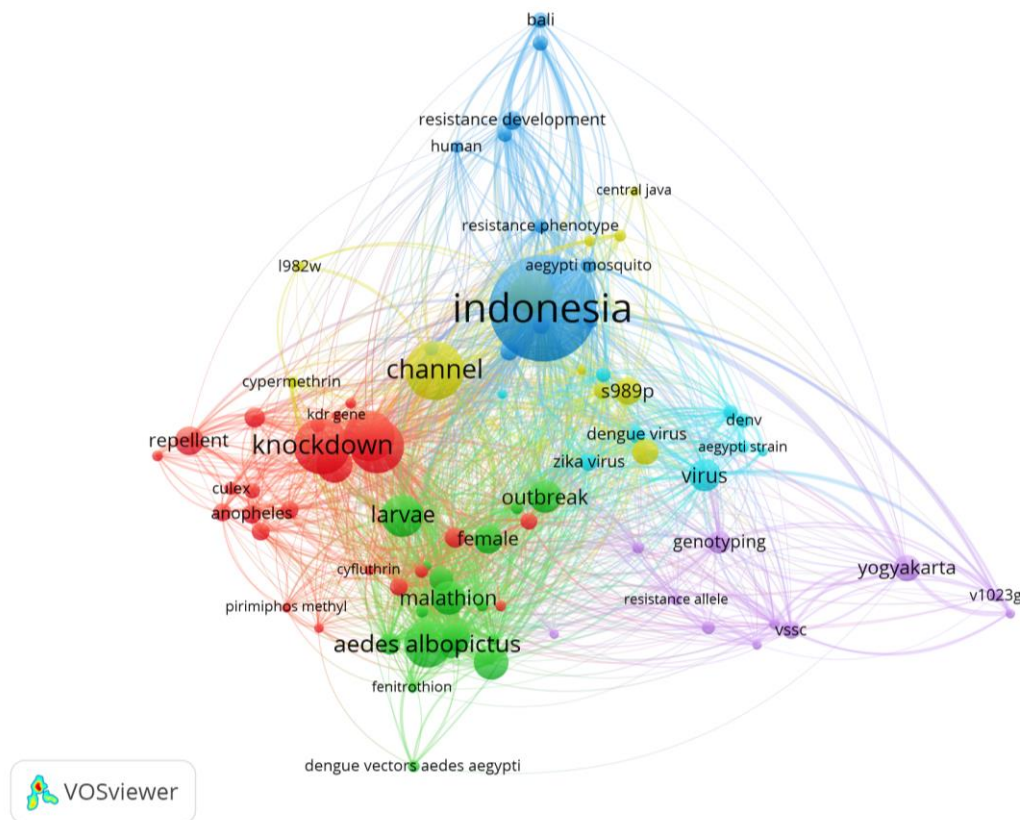 bali
resistance development
human
central java
resistance phenotype
l982w
aegypti mosquito
indonesia
channel
cypermethrin
s989p
kdr gene
denv
repellent
knockdown
dengue virus
aegypti strain
zika virus
virus
culex
outbreak
anopheles
larvae
female
genotyping
cyfluthrin
yogyakarta
malathion
resistance allele
v1023g
pirimiphos methyl
vssc
aedes albopictus
fenitrothion
dengue vectors aedes aegypti
VOSviewer